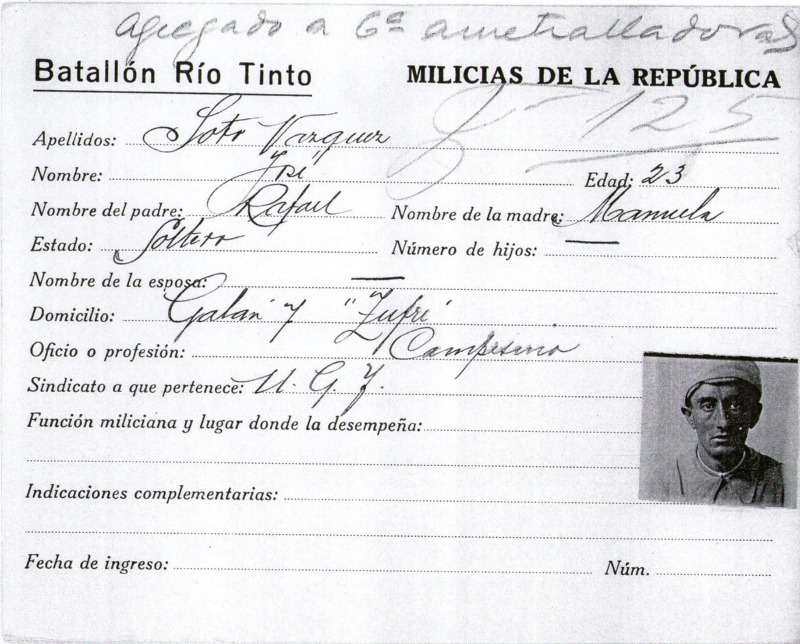 agregado a 6ª ametralladoras
Batallón Río Tinto MILICIAS DE LA REPÚBLICA
125
Apellidos: Soto Vazquez
Nombre: José Edad: 23
Nombre del padre: Rafael Nombre de la madre: Manuela
Estado: Soltero Número de hijos: —
Nombre de la esposa: —
Domicilio: Galan 7 "Zufre"
Oficio o profesión: Campesino
Sindicato a que pertenece: U. G. T.
Función miliciana y lugar donde la desempeña:
Indicaciones complementarias:
Fecha de ingreso: Núm.